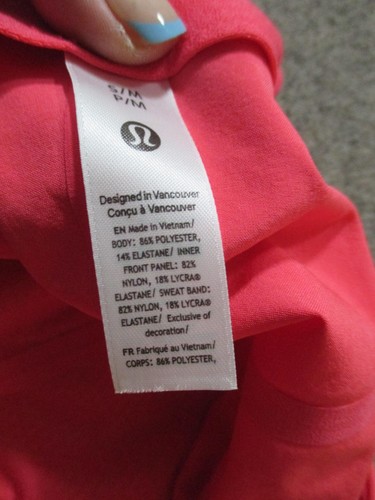 S/M
P/M
Designed in Vancouver
Conçu à Vancouver
EN Made in Vietnam/
BODY: 86% POLYESTER,
14% ELASTANE/ INNER
FRONT PANEL: 82%
NYLON, 18% LYCRA®
ELASTANE/ SWEAT BAND:
82% NYLON, 18% LYCRA®
ELASTANE/ Exclusive of
decoration/
FR Fabriqué au Vietnam/
CORPS: 86% POLYESTER,